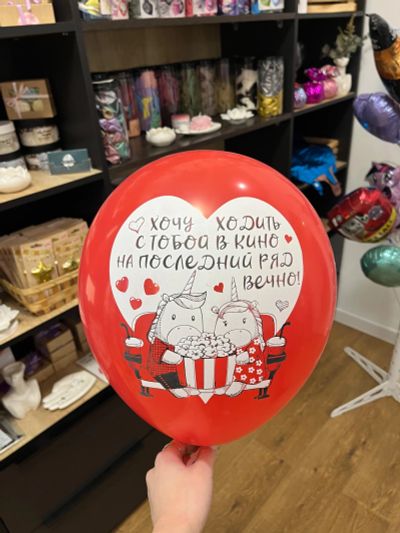 ХОЧУ ХОДИТЬ
С ТОБОЙ В КИНО
НА ПОСЛЕДНИЙ РЯД
ВЕЧНО!